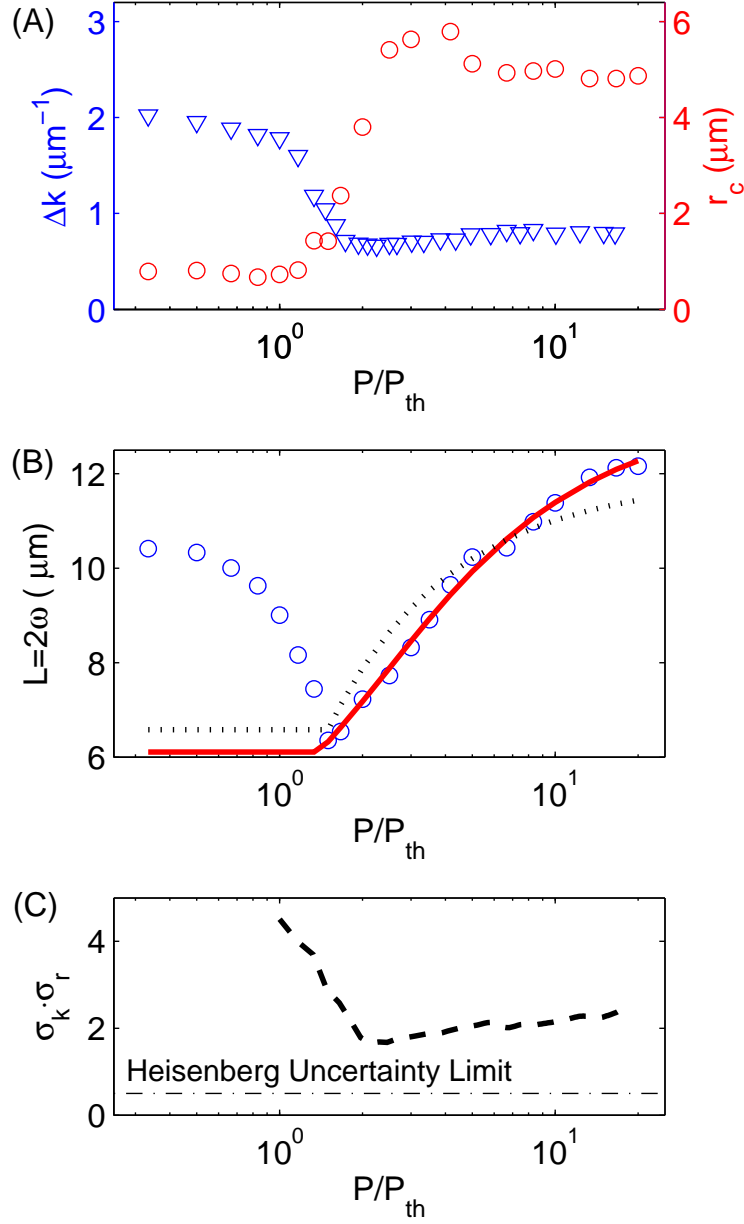 (A)
3
2
1
0
Δk (μm⁻¹)
6
4
2
0
r_c (μm)
10⁰
10¹
P/P_th
(B)
12
10
8
6
L=2ω ( μm)
10⁰
10¹
P/P_th
(C)
4
2
0
σ_k·σ_r
Heisenberg Uncertainty Limit
10⁰
10¹
P/P_th